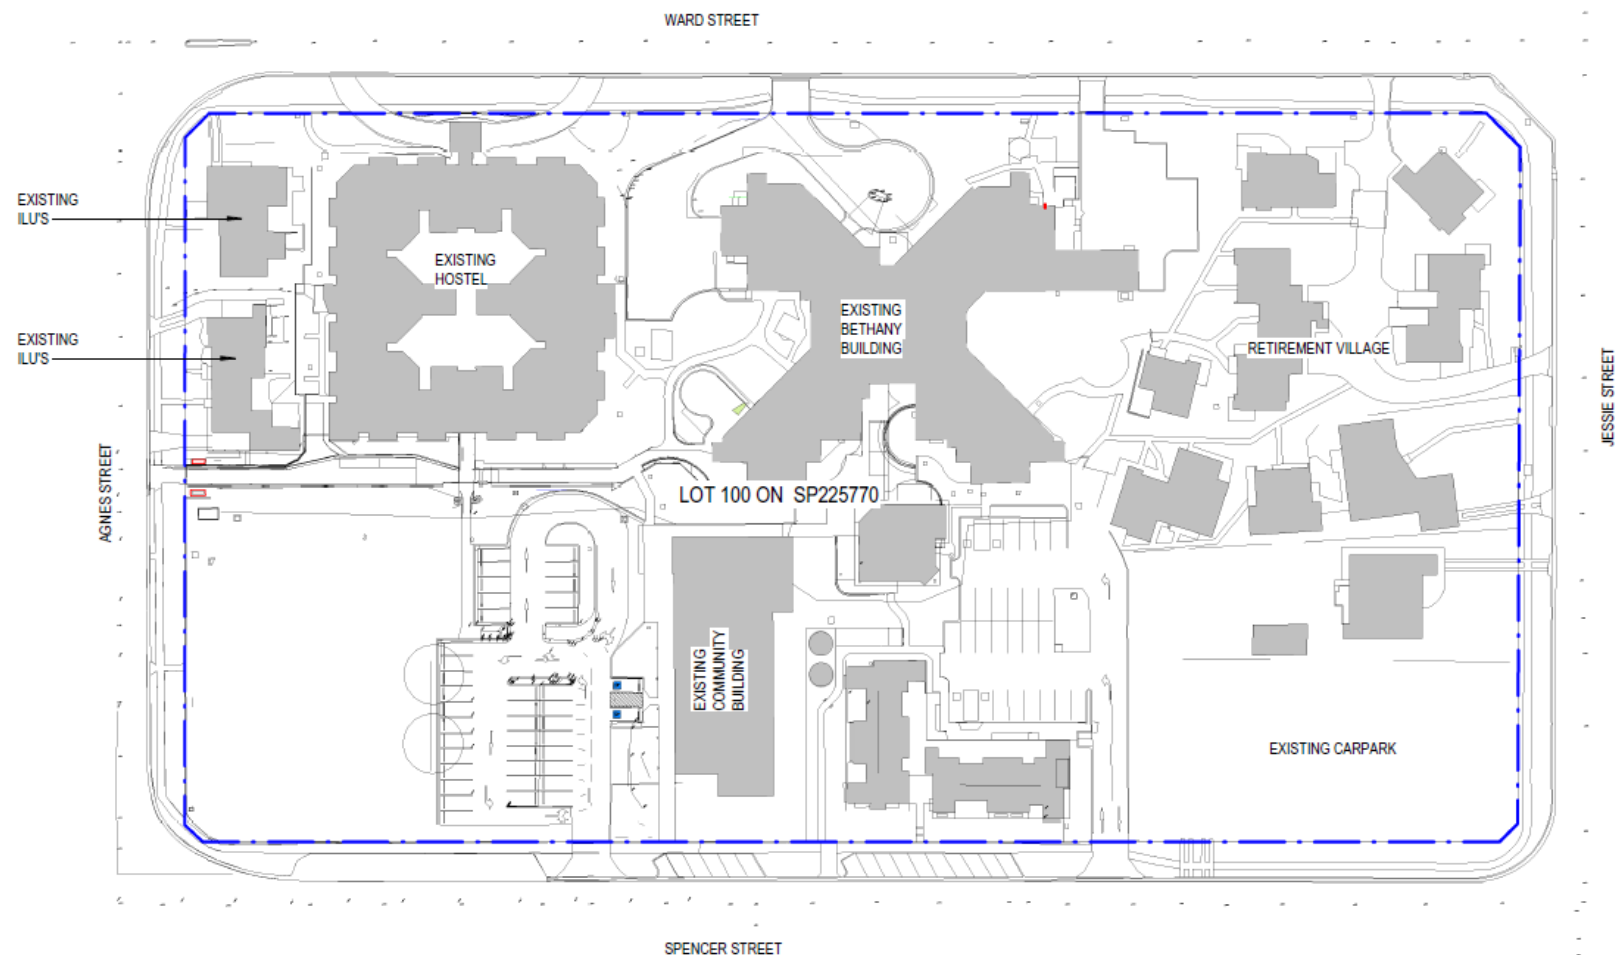 WARD STREET
EXISTING
ILU'S
EXISTING
HOSTEL
EXISTING
BETHANY
BUILDING
EXISTING
ILU'S
RETIREMENT VILLAGE
JESSIE STREET
AGNES STREET
LOT 100 ON SP225770
EXISTING
COMMUNITY
BUILDING
EXISTING CARPARK
SPENCER STREET